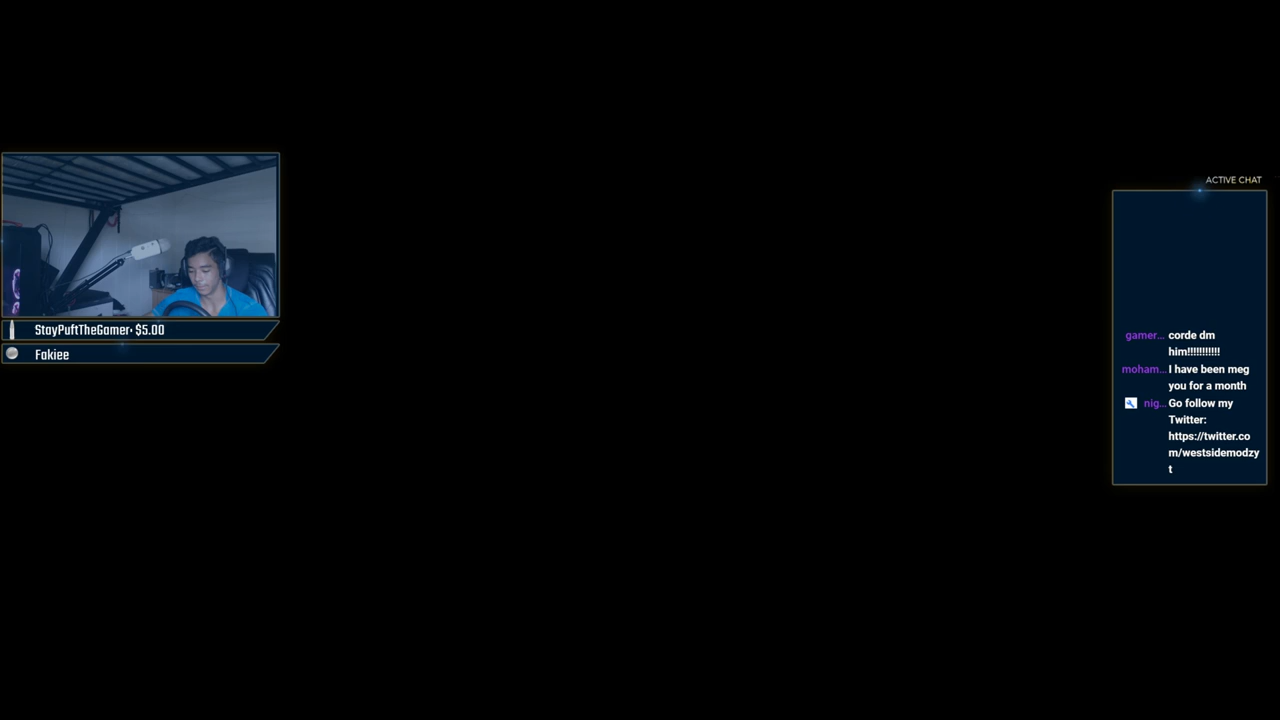 StayPuftTheGamer• $5.00
Fakiee
ACTIVE CHAT
gamer... corde dm
him!!!!!!!!!!!
moham... I have been meg
you for a month
nig... Go follow my
Twitter:
https://twitter.co
m/westsidemodzy
t